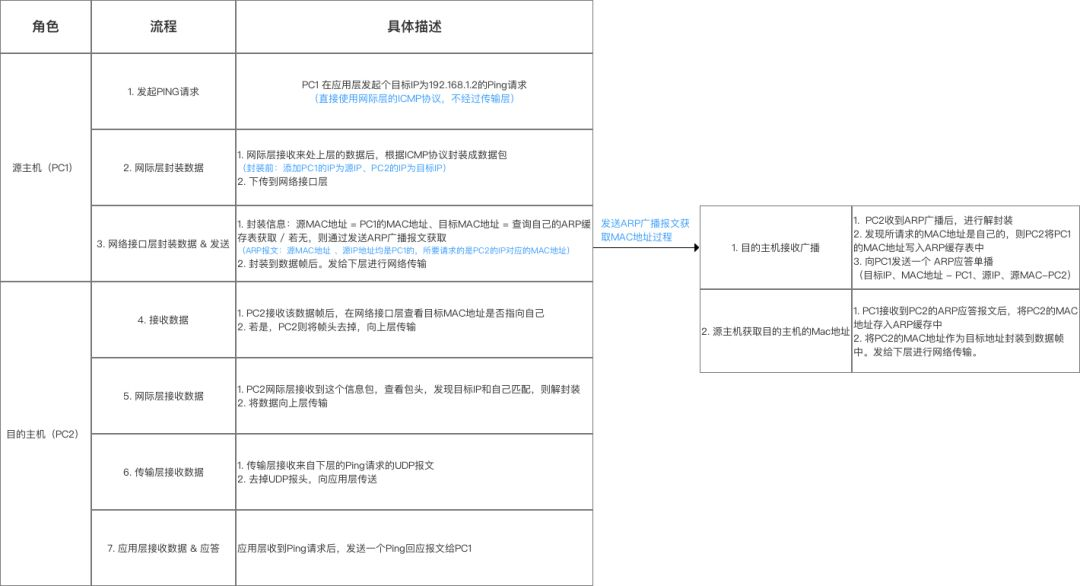 角色
流程
具体描述
源主机（PC1）
1. 发起PING请求
PC1 在应用层发起个目标IP为192.168.1.2的Ping请求
（直接使用网际层的ICMP协议，不经过传输层）
2. 网际层封装数据
1. 网际层接收来处上层的数据后，根据ICMP协议封装成数据包
（封装前：添加PC1的IP为源IP、PC2的IP为目标IP）
2. 下传到网络接口层
3. 网络接口层封装数据 & 发送
1. 封装信息：源MAC地址 = PC1的MAC地址、目标MAC地址 = 查询自己的ARP缓
存表获取 / 若无，则通过发送ARP广播报文获取
（ARP报文：源MAC地址 、源IP地址均是PC1的，所要请求的是PC2的IP对应的MAC地址）
2. 封装到数据帧后。发给下层进行网络传输
发送ARP广播报文获
取MAC地址过程
1. 目的主机接收广播
1. PC2收到ARP广播后，进行解封装
2. 发现所请求的MAC地址是自己的，则PC2将PC1
的MAC地址写入ARP缓存表中
3. 向PC1发送一个 ARP应答单播
（目标IP、MAC地址 - PC1、源IP、源MAC-PC2）
2. 源主机获取目的主机的Mac地址
1. PC1接收到PC2的ARP应答报文后，将PC2的MAC
地址存入ARP缓存中
2. 将PC2的MAC地址作为目标地址封装到数据帧
中。发给下层进行网络传输。
目的主机（PC2）
4. 接收数据
1. PC2接收该数据帧后，在网络接口层查看目标MAC地址是否指向自己
2. 若是，PC2则将帧头去掉，向上层传输
5. 网际层接收数据
1. PC2网际层接收到这个信息包，查看包头，发现目标IP和自己匹配，则解封装
2. 将数据向上层传输
6. 传输层接收数据
1. 传输层接收来自下层的Ping请求的UDP报文
2. 去掉UDP报头，向应用层传送
7. 应用层接收数据 & 应答
应用层收到Ping请求后，发送一个Ping回应报文给PC1